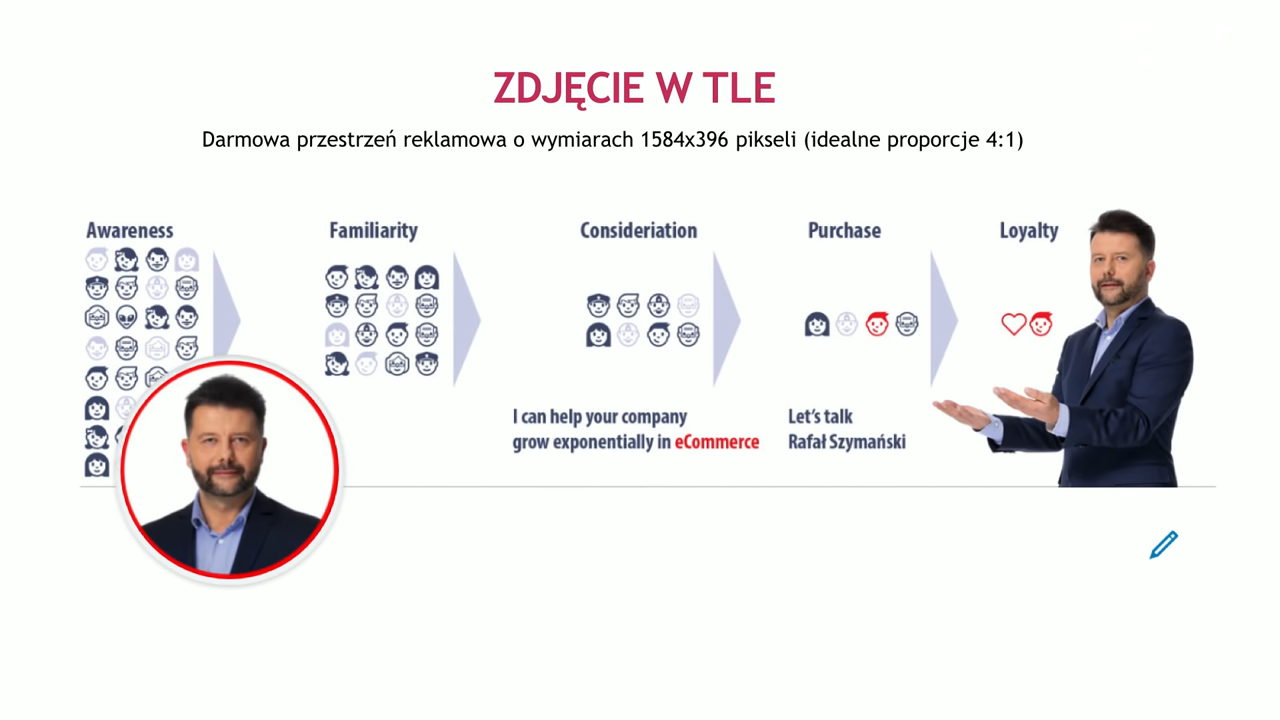 ZDJĘCIE W TLE
Darmowa przestrzeń reklamowa o wymiarach 1584x396 pikseli (idealne proporcje 4:1)
Awareness
Familiarity
Consideriation
Purchase
Loyalty
I can help your company
grow exponentially in eCommerce
Let's talk
Rafał Szymański